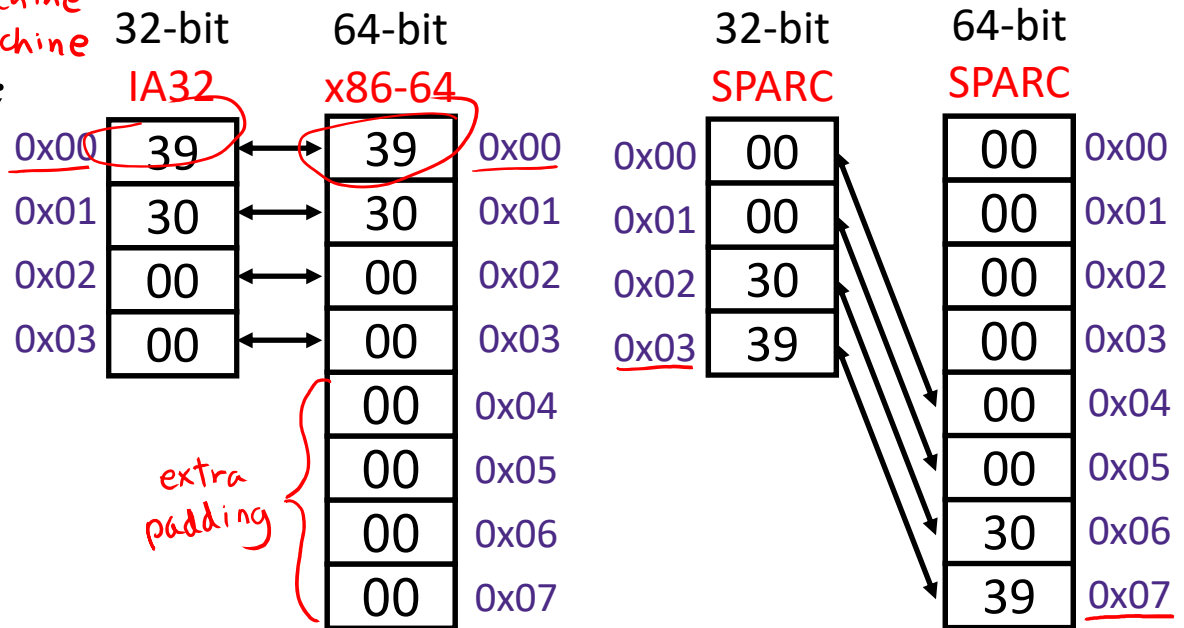 chine
chine
32-bit 64-bit 32-bit 64-bit
IA32 x86-64 SPARC SPARC
0x00 39 39 0x00 0x00 00 00 0x00
0x01 30 30 0x01 0x01 00 00 0x01
0x02 00 00 0x02 0x02 30 00 0x02
0x03 00 00 0x03 0x03 39 00 0x03
00 0x04 00 0x04
extra
padding
00 0x05 00 0x05
00 0x06 30 0x06
00 0x07 39 0x07